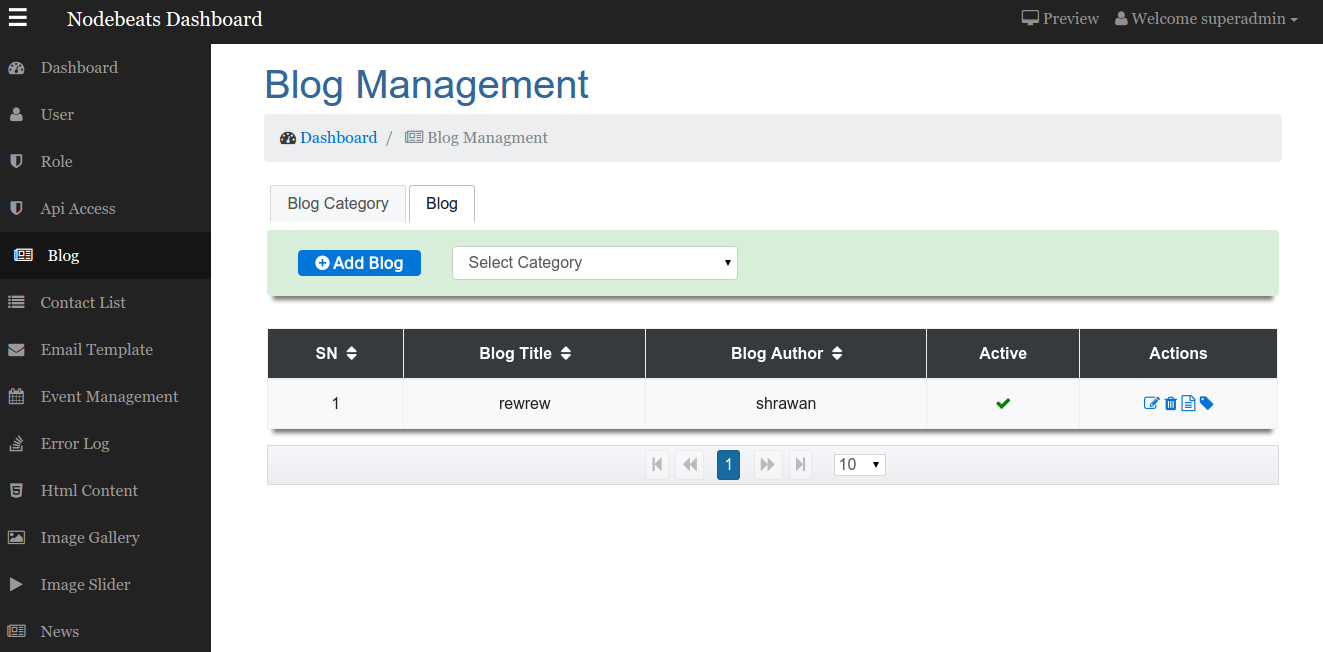 Nodebeats Dashboard
Preview
Welcome superadmin
Dashboard
User
Role
Api Access
Blog
Contact List
Email Template
Event Management
Error Log
Html Content
Image Gallery
Image Slider
News
Blog Management
Dashboard / Blog Managment
Blog Category Blog
Add Blog Select Category
SN Blog Title Blog Author Active Actions
1 rewrew shrawan
1 10